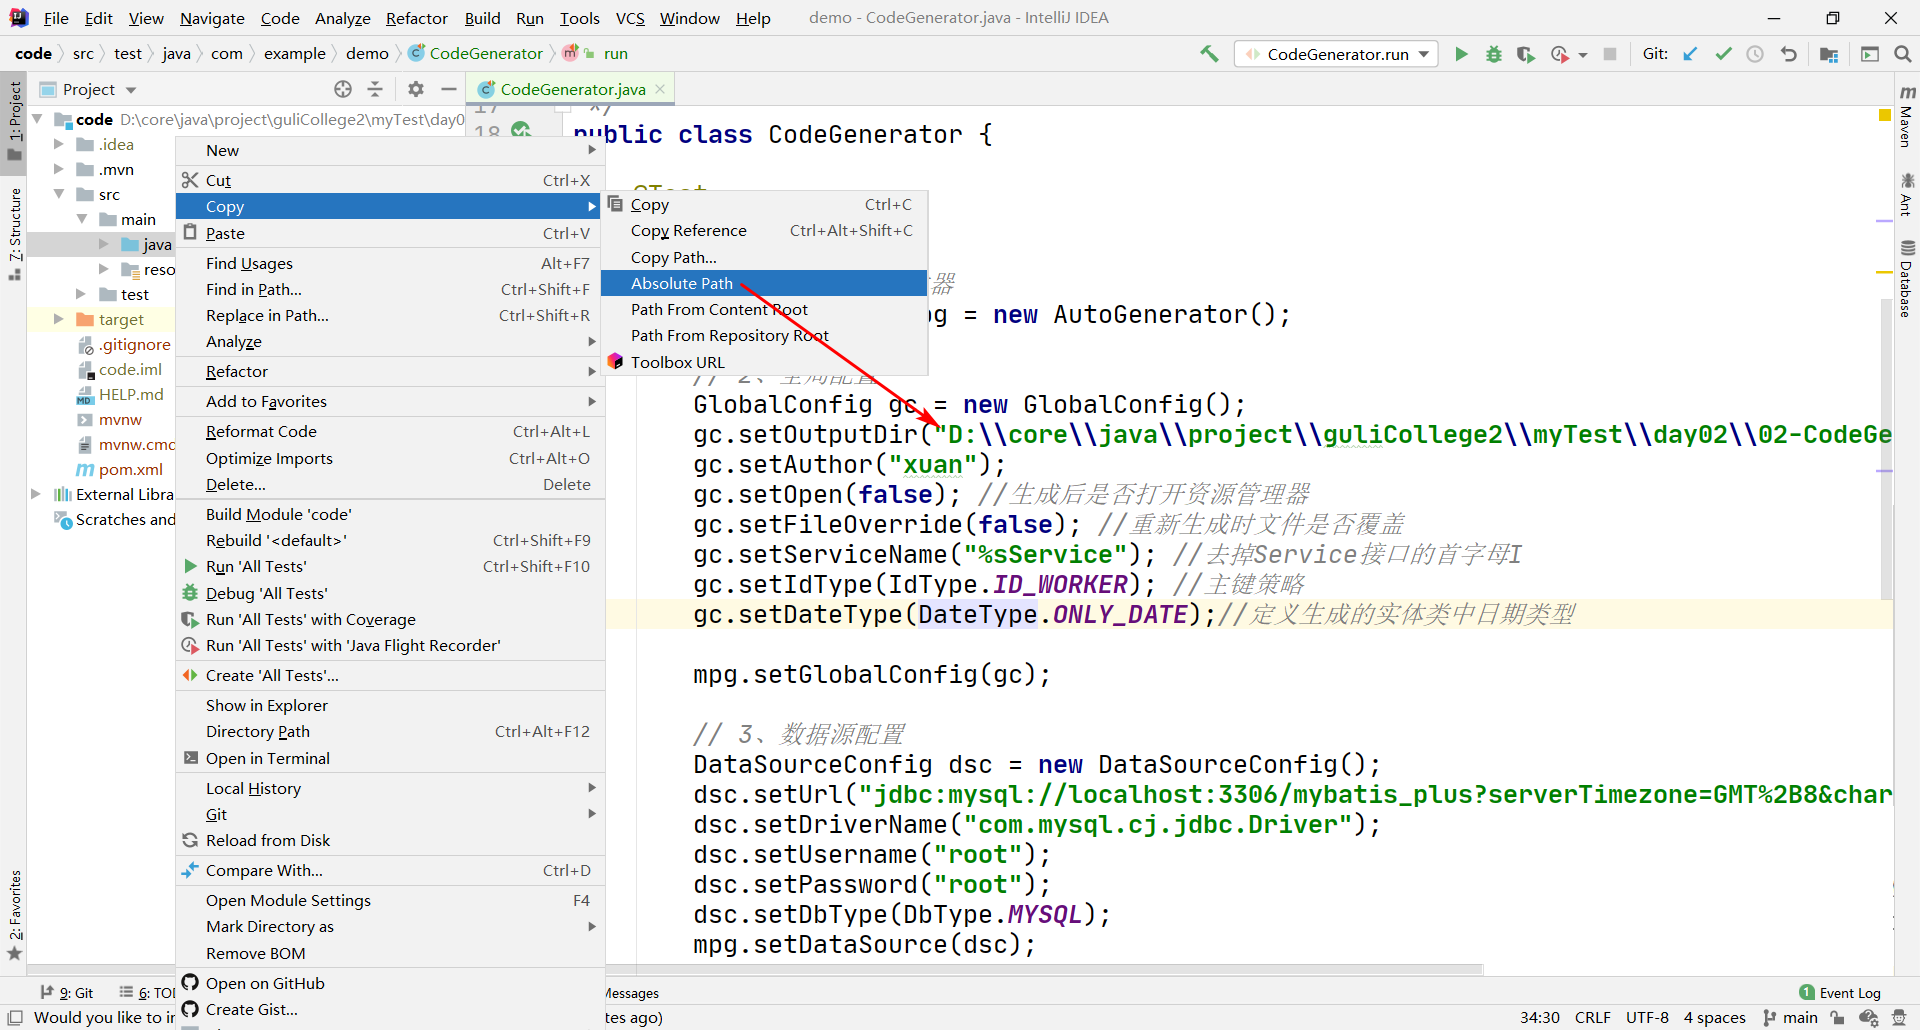 File Edit View Navigate Code Analyze Refactor Build Run Tools VCS Window Help demo - CodeGenerator.java - IntelliJ IDEA
code src test java com example demo CodeGenerator run CodeGenerator.run Git:
Project CodeGenerator.java
1: Project
7: Structure
2: Favorites
code D:\core\java\project\guliCollege2\myTest\day0
.idea
.mvn
src
main
java
reso
test
target
.gitignore
code.iml
HELP.md
mvnw
mvnw.cmd
pom.xml
External Libra
Scratches and
New
Cut Ctrl+X
Copy
Paste Ctrl+V
Find Usages Alt+F7
Find in Path... Ctrl+Shift+F
Replace in Path... Ctrl+Shift+R
Analyze
Refactor
Add to Favorites
Reformat Code Ctrl+Alt+L
Optimize Imports Ctrl+Alt+O
Delete... Delete
Build Module 'code'
Rebuild '<default>' Ctrl+Shift+F9
Run 'All Tests' Ctrl+Shift+F10
Debug 'All Tests'
Run 'All Tests' with Coverage
Run 'All Tests' with 'Java Flight Recorder'
Create 'All Tests'...
Show in Explorer
Directory Path Ctrl+Alt+F12
Open in Terminal
Local History
Git
Reload from Disk
Compare With... Ctrl+D
Open Module Settings F4
Mark Directory as
Remove BOM
Open on GitHub
Create Gist...
Copy Ctrl+C
Copy Reference Ctrl+Alt+Shift+C
Copy Path...
Absolute Path
Path From Content Root
Path From Repository Root
Toolbox URL
17 */
18 public class CodeGenerator {
@Test
器
pg = new AutoGenerator();
// 2、全局配置
GlobalConfig gc = new GlobalConfig();
gc.setOutputDir("D:\\core\\java\\project\\guliCollege2\\myTest\\day02\\02-CodeGe
gc.setAuthor("xuan");
gc.setOpen(false); //生成后是否打开资源管理器
gc.setFileOverride(false); //重新生成时文件是否覆盖
gc.setServiceName("%sService"); //去掉Service接口的首字母I
gc.setIdType(IdType.ID_WORKER); //主键策略
gc.setDateType(DateType.ONLY_DATE);//定义生成的实体类中日期类型
mpg.setGlobalConfig(gc);
// 3、数据源配置
DataSourceConfig dsc = new DataSourceConfig();
dsc.setUrl("jdbc:mysql://localhost:3306/mybatis_plus?serverTimezone=GMT%2B8&char
dsc.setDriverName("com.mysql.cj.jdbc.Driver");
dsc.setUsername("root");
dsc.setPassword("root");
dsc.setDbType(DbType.MYSQL);
mpg.setDataSource(dsc);
Maven
Ant
Database
9: Git 6: TOD Messages 1 Event Log
Would you like to in tes ago) 34:30 CRLF UTF-8 4 spaces main